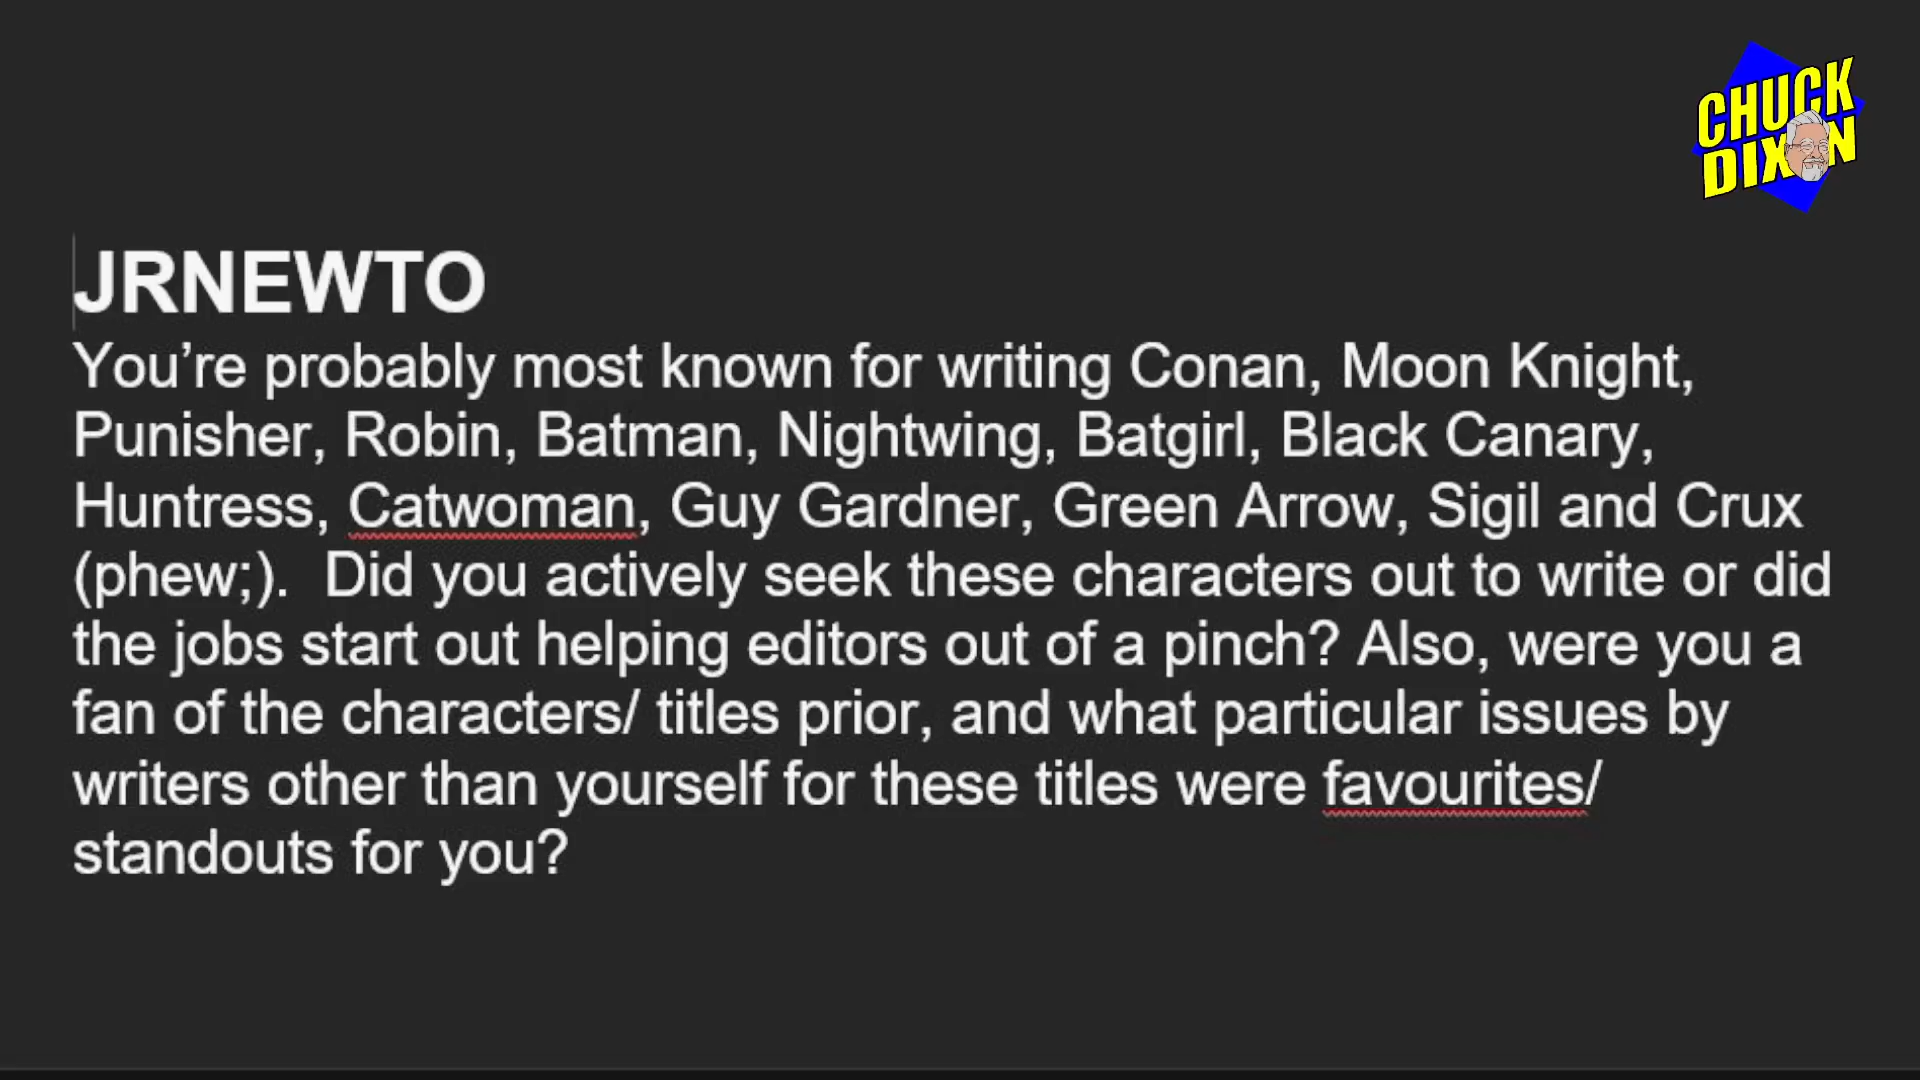 CHUCK
DIXON
JRNEWTO
You’re probably most known for writing Conan, Moon Knight,
Punisher, Robin, Batman, Nightwing, Batgirl, Black Canary,
Huntress, Catwoman, Guy Gardner, Green Arrow, Sigil and Crux
(phew;).  Did you actively seek these characters out to write or did
the jobs start out helping editors out of a pinch? Also, were you a
fan of the characters/ titles prior, and what particular issues by
writers other than yourself for these titles were favourites/
standouts for you?